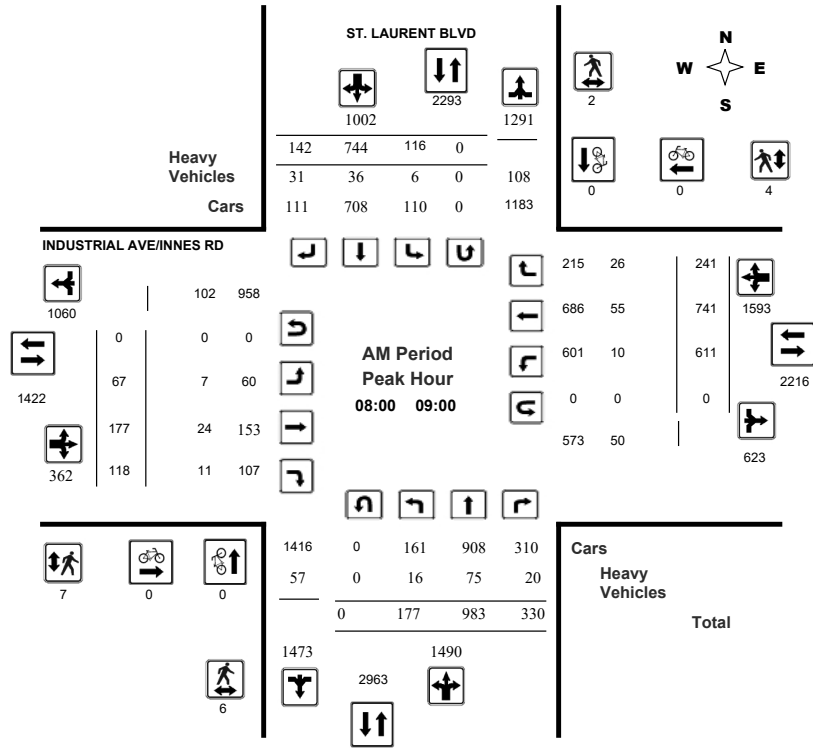 ST. LAURENT BLVD
N
W E
S
2293
2
1002 1291
142 744 116 0
Heavy
Vehicles
31 36 6 0 108
0 0 4
Cars 111 708 110 0 1183
INDUSTRIAL AVE/INNES RD
215 26 241
1060 102 958 1593
686 55 741
0 0 0
AM Period
Peak Hour
08:00 09:00
601 10 611
1422 67 7 60 2216
0 0 0
177 24 153
573 50
362 118 11 107 623
1416 0 161 908 310 Cars
57 0 16 75 20 Heavy
Vehicles
7 0 0
0 177 983 330 Total
1473 1490
2963
6